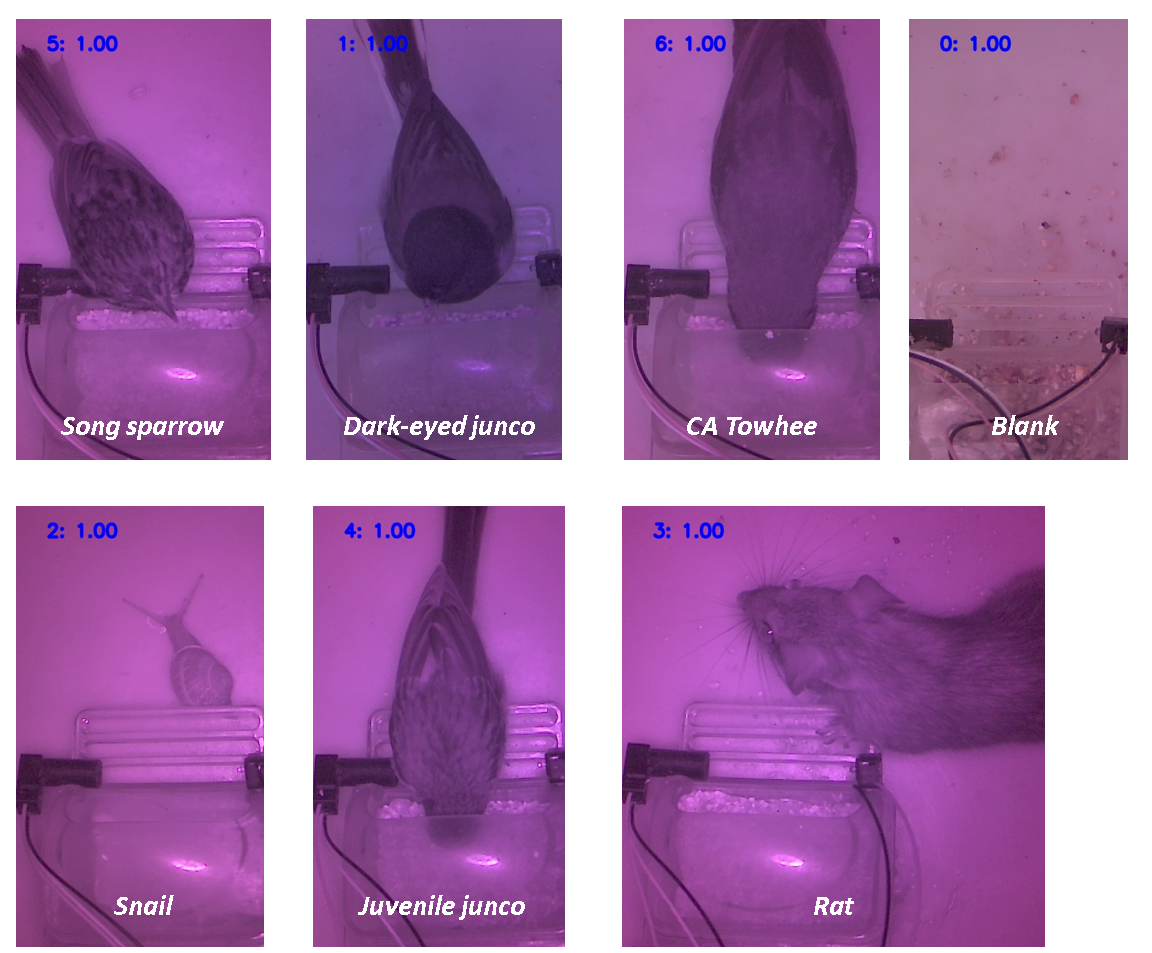 5: 1.00
1: 1.00
6: 1.00
0: 1.00
Song sparrow
Dark-eyed junco
CA Towhee
Blank
2: 1.00
4: 1.00
3: 1.00
Snail
Juvenile junco
Rat